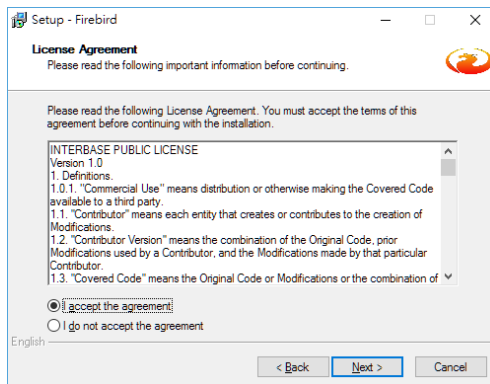 Setup - Firebird
License Agreement
Please read the following important information before continuing.
Please read the following License Agreement. You must accept the terms of this
agreement before continuing with the installation.
INTERBASE PUBLIC LICENSE
Version 1.0
1. Definitions.
1.0.1. "Commercial Use" means distribution or otherwise making the Covered Code
available to a third party.
1.1. "Contributor" means each entity that creates or contributes to the creation of
Modifications.
1.2. "Contributor Version" means the combination of the Original Code, prior
Modifications used by a Contributor, and the Modifications made by that particular
Contributor.
1.3. "Covered Code" means the Original Code or Modifications or the combination of
I accept the agreement
I do not accept the agreement
English
< Back
Next >
Cancel